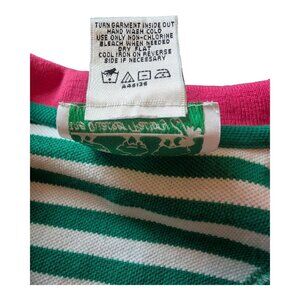 TURN GARMENT INSIDE OUT
HAND WASH COLD
USE ONLY NON-CHLORINE
BLEACH WHEN NEEDED
DRY FLAT
COOL IRON ON REVERSE
SIDE IF NECESSARY